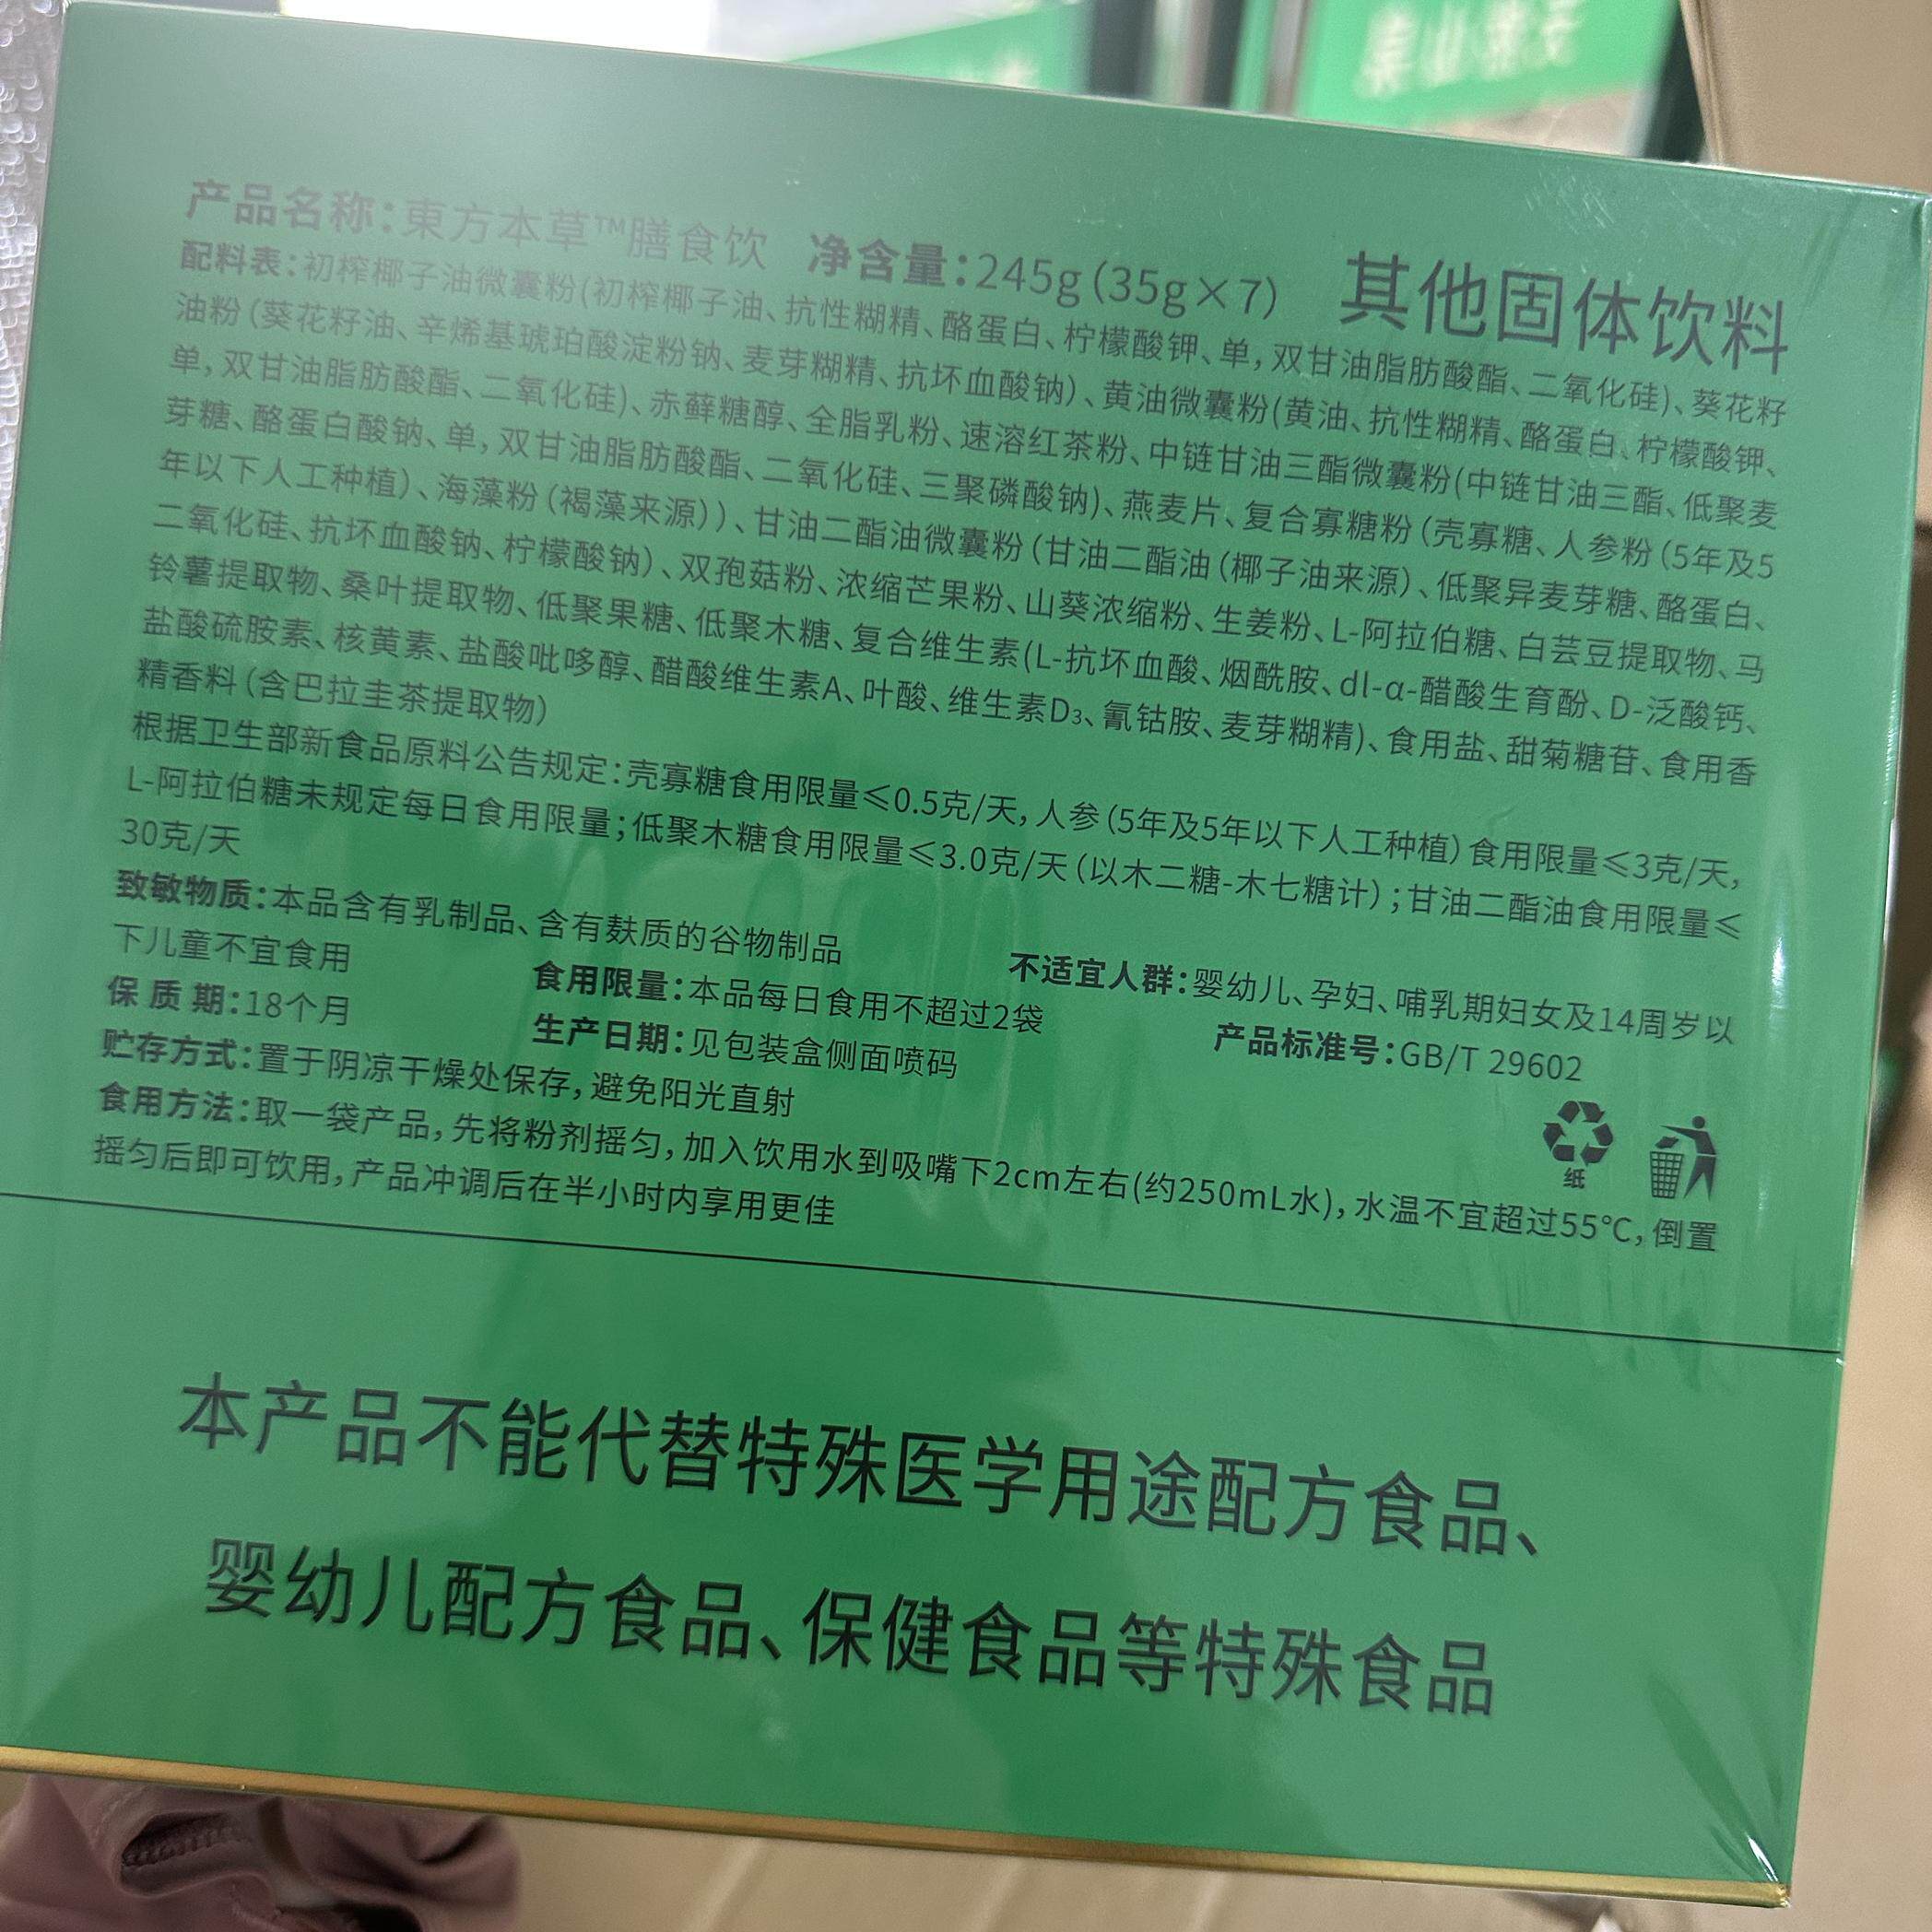 产品名称：東方本草™膳食饮 净含量：245g（35g×7） 其他固体饮料
配料表：初榨椰子油微囊粉(初榨椰子油、抗性糊精、酪蛋白、柠檬酸钾、单，双甘油脂肪酸酯、二氧化硅)、葵花籽
油粉（葵花籽油、辛烯基琥珀酸淀粉钠、麦芽糊精、抗坏血酸钠）、黄油微囊粉(黄油、抗性糊精、酪蛋白、柠檬酸钾、
单，双甘油脂肪酸酯、二氧化硅)、赤藓糖醇、全脂乳粉、速溶红茶粉、中链甘油三酯微囊粉(中链甘油三酯、低聚麦
芽糖、酪蛋白酸钠、单，双甘油脂肪酸酯、二氧化硅、三聚磷酸钠)、燕麦片、复合寡糖粉（壳寡糖、人参粉（5年及5
年以下人工种植）、海藻粉（褐藻来源））、甘油二酯油微囊粉（甘油二酯油（椰子油来源）、低聚异麦芽糖、酪蛋白、
二氧化硅、抗坏血酸钠、柠檬酸钠）、双孢菇粉、浓缩芒果粉、山葵浓缩粉、生姜粉、L-阿拉伯糖、白芸豆提取物、马
铃薯提取物、桑叶提取物、低聚果糖、低聚木糖、复合维生素(L-抗坏血酸、烟酰胺、dl-α-醋酸生育酚、D-泛酸钙、
盐酸硫胺素、核黄素、盐酸吡哆醇、醋酸维生素A、叶酸、维生素D₃、氰钴胺、麦芽糊精)、食用盐、甜菊糖苷、食用香
精香料（含巴拉圭茶提取物）
根据卫生部新食品原料公告规定：壳寡糖食用限量≤0.5克/天，人参（5年及5年以下人工种植）食用限量≤3克/天，
L-阿拉伯糖未规定每日食用限量；低聚木糖食用限量≤3.0克/天（以木二糖-木七糖计）；甘油二酯油食用限量≤
30克/天
致敏物质：本品含有乳制品、含有麸质的谷物制品 不适宜人群：婴幼儿、孕妇、哺乳期妇女及14周岁以
下儿童不宜食用 食用限量：本品每日食用不超过2袋 产品标准号：GB/T 29602
保 质 期：18个月 生产日期：见包装盒侧面喷码
贮存方式：置于阴凉干燥处保存，避免阳光直射
食用方法：取一袋产品，先将粉剂摇匀，加入饮用水到吸嘴下2cm左右(约250mL水)，水温不宜超过55℃，倒置
摇匀后即可饮用，产品冲调后在半小时内享用更佳
纸
本产品不能代替特殊医学用途配方食品、
婴幼儿配方食品、保健食品等特殊食品